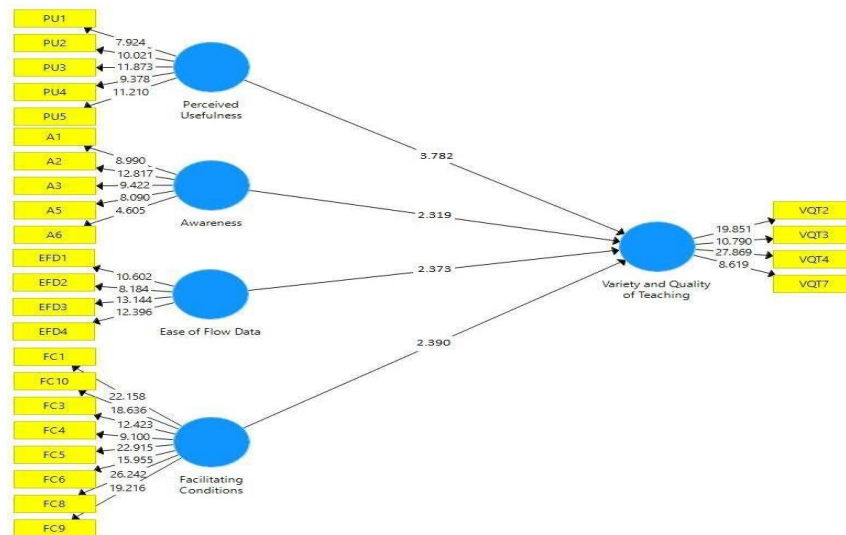 PU1
PU2
PU3
PU4
PU5
7.924
10.021
11.873
9.378
11.210
Perceived
Usefulness
A1
A2
A3
A5
A6
8.990
12.817
9.422
8.090
4.605
Awareness
EFD1
EFD2
EFD3
EFD4
10.602
8.184
13.144
12.396
Ease of Flow Data
FC1
FC10
FC3
FC4
FC5
FC6
FC8
FC9
22.158
18.636
12.423
9.100
22.915
15.955
26.242
19.216
Facilitating
Conditions
3.782
2.319
2.373
2.390
Variety and Quality
of Teaching
19.851
10.790
27.869
8.619
VQT2
VQT3
VQT4
VQT7